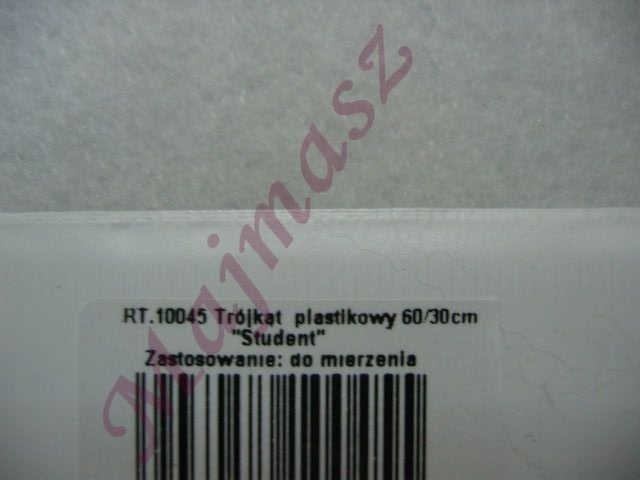 RT.10045 Trójkąt plastikowy 60/30cm
"Student"
Zastosowanie: do mierzenia
Majmasz